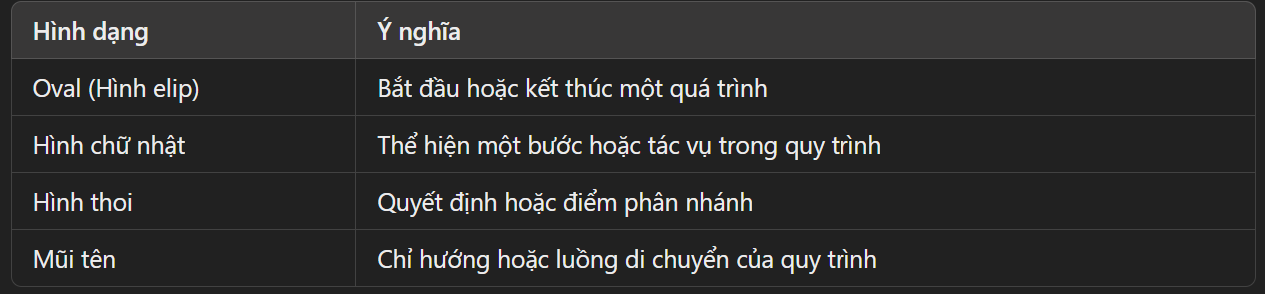 Hình dạng Ý nghĩa
Oval (Hình elip) Bắt đầu hoặc kết thúc một quá trình
Hình chữ nhật Thể hiện một bước hoặc tác vụ trong quy trình
Hình thoi Quyết định hoặc điểm phân nhánh
Mũi tên Chỉ hướng hoặc luồng di chuyển của quy trình